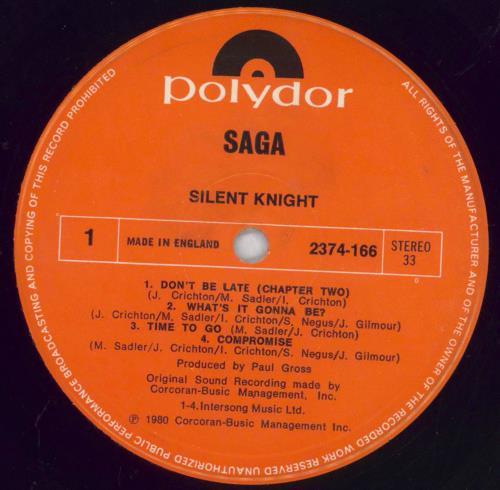 polydor
SAGA
SILENT KNIGHT
1
MADE IN ENGLAND
2374-166
STEREO
33
6
1. DON'T BE LATE (CHAPTER TWO)
(J. Crichton/M. Sadler/I. Crichton)
2. WHAT'S IT GONNA BE?
(J. Crichton/M. Sadler/I. Crichton/S. Negus/J. Gilmour)
3. TIME TO GO (M. Sadler/J. Crichton)
4. COMPROMISE
(M. Sadler/J. Crichton/I. Crichton/S. Negus/J. Gilmour)
Produced by Paul Gross
Original Sound Recording made by
Corcoran-Busic Management, Inc.
1-4. Intersong Music Ltd.
℗ 1980 Corcoran-Busic Management Inc.
ALL RIGHTS OF THE MANUFACTURER AND OF THE OWNER OF THE RECORDED WORK RESERVED UNAUTHORIZED PUBLIC PERFORMANCE BROADCASTING AND COPYING OF THIS RECORD PROHIBITED